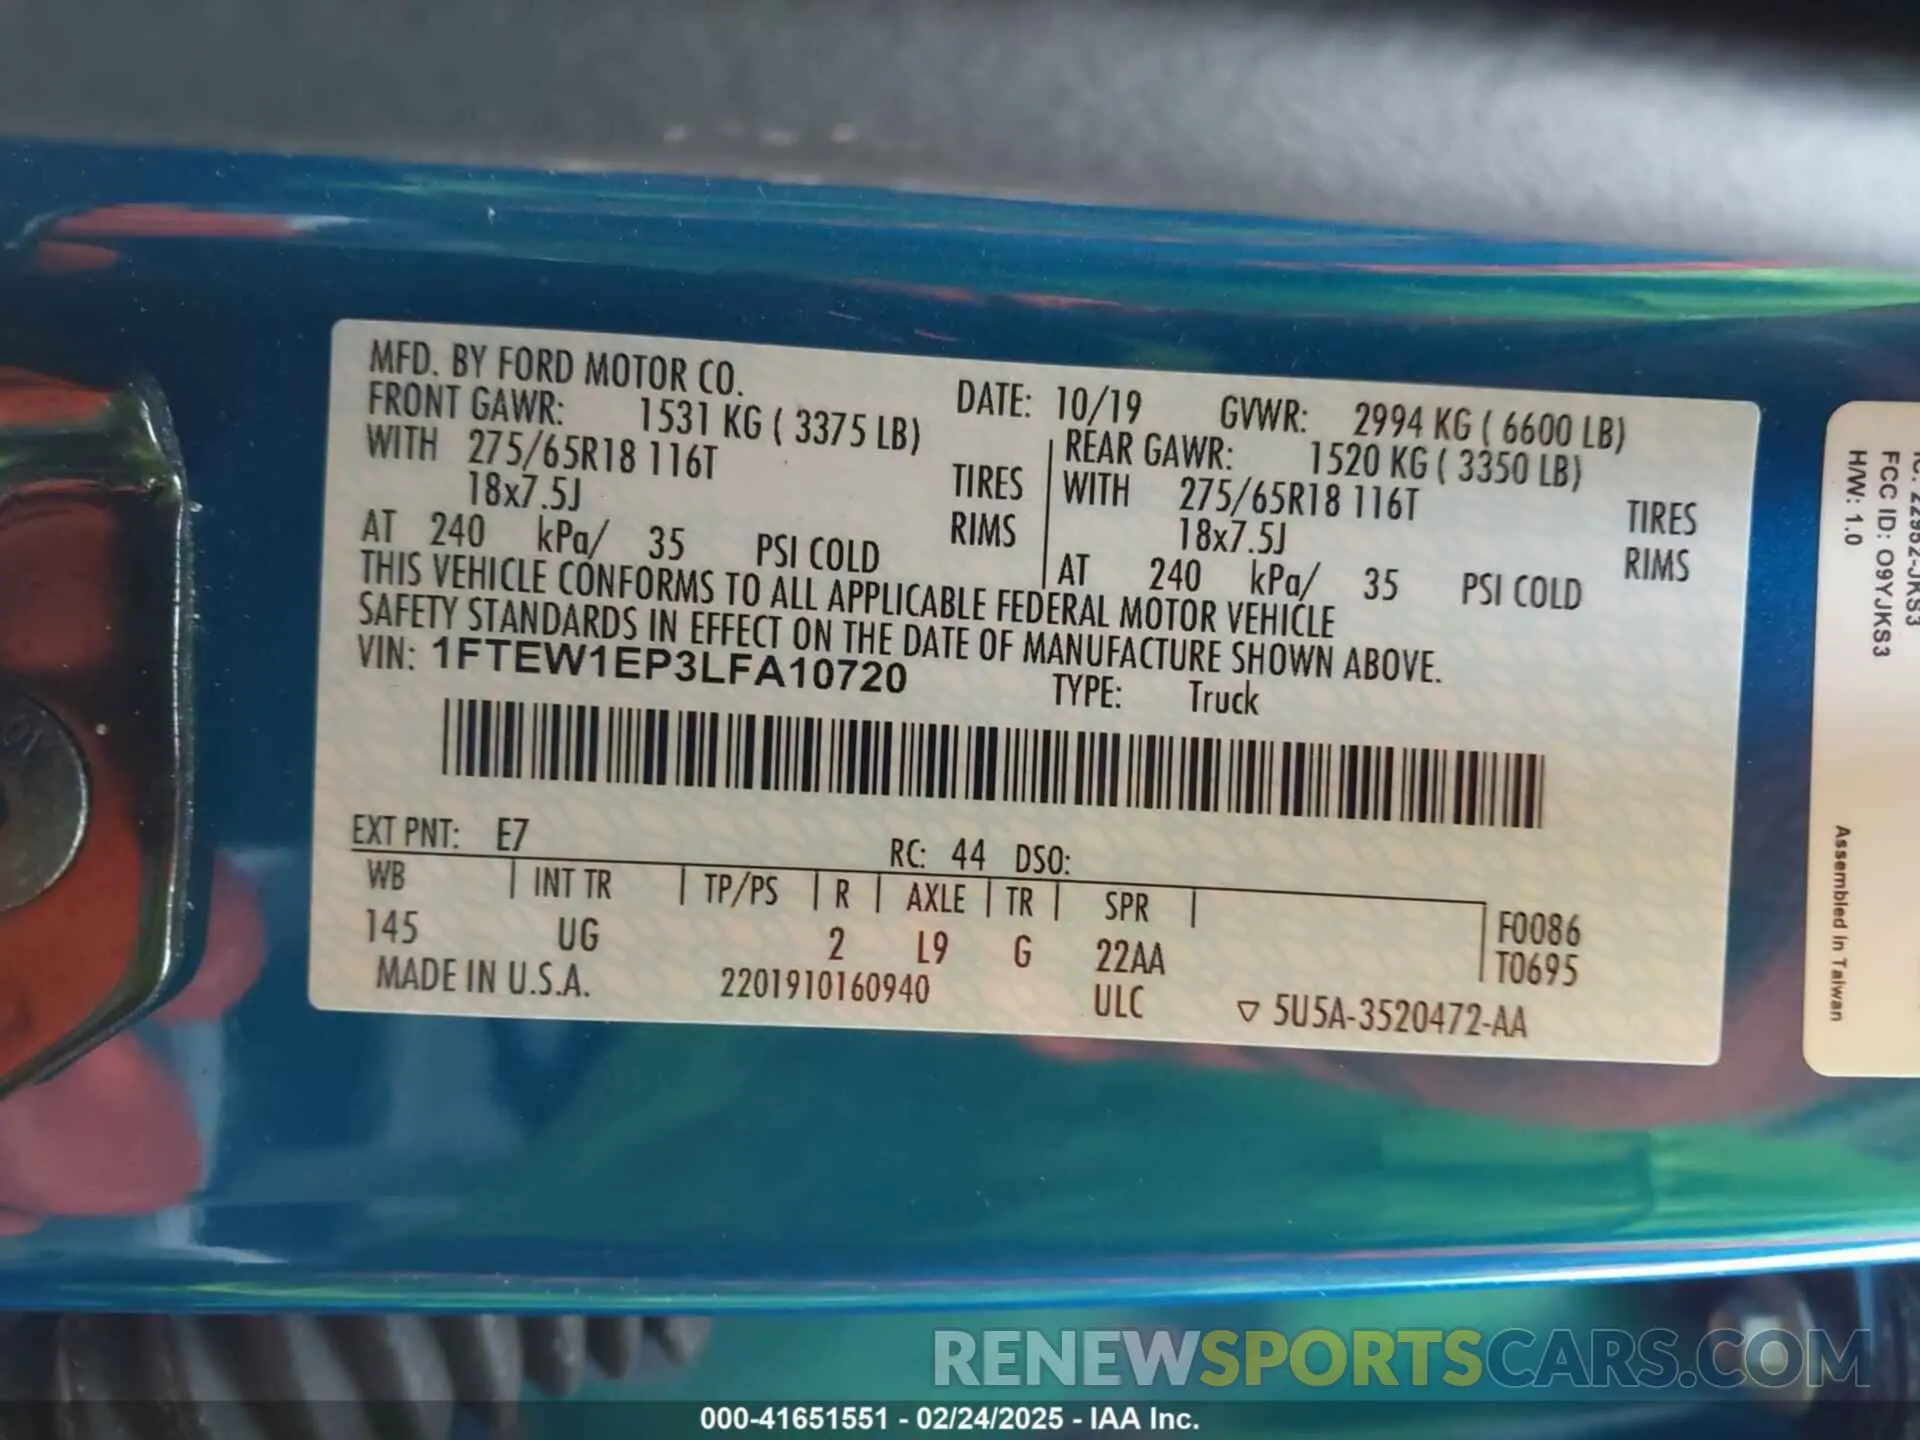 MFD. BY FORD MOTOR CO.
DATE: 10/19 GVWR: 2994 KG ( 6600 LB)
FRONT GAWR: 1531 KG ( 3375 LB)
REAR GAWR: 1520 KG ( 3350 LB)
WITH 275/65R18 116T TIRES
WITH 275/65R18 116T TIRES
18x7.5J RIMS
18x7.5J RIMS
AT 240 kPa/ 35 PSI COLD
AT 240 kPa/ 35 PSI COLD
THIS VEHICLE CONFORMS TO ALL APPLICABLE FEDERAL MOTOR VEHICLE
SAFETY STANDARDS IN EFFECT ON THE DATE OF MANUFACTURE SHOWN ABOVE.
VIN: 1FTEW1EP3LFA10720
TYPE: Truck
EXT PNT: E7 RC: 44 DSO:
WB INT TR TP/PS R AXLE TR SPR
145 UG 2 L9 G 22AA
F0086
T0695
MADE IN U.S.A. 2201910160940 ULC ▽ 5U5A-3520472-AA
FCC ID: O9YJKS3
H/W: 1.0
Assembled in Taiwan
RENEWSPORTSCARS.COM
000-41651551 - 02/24/2025 - IAA Inc.